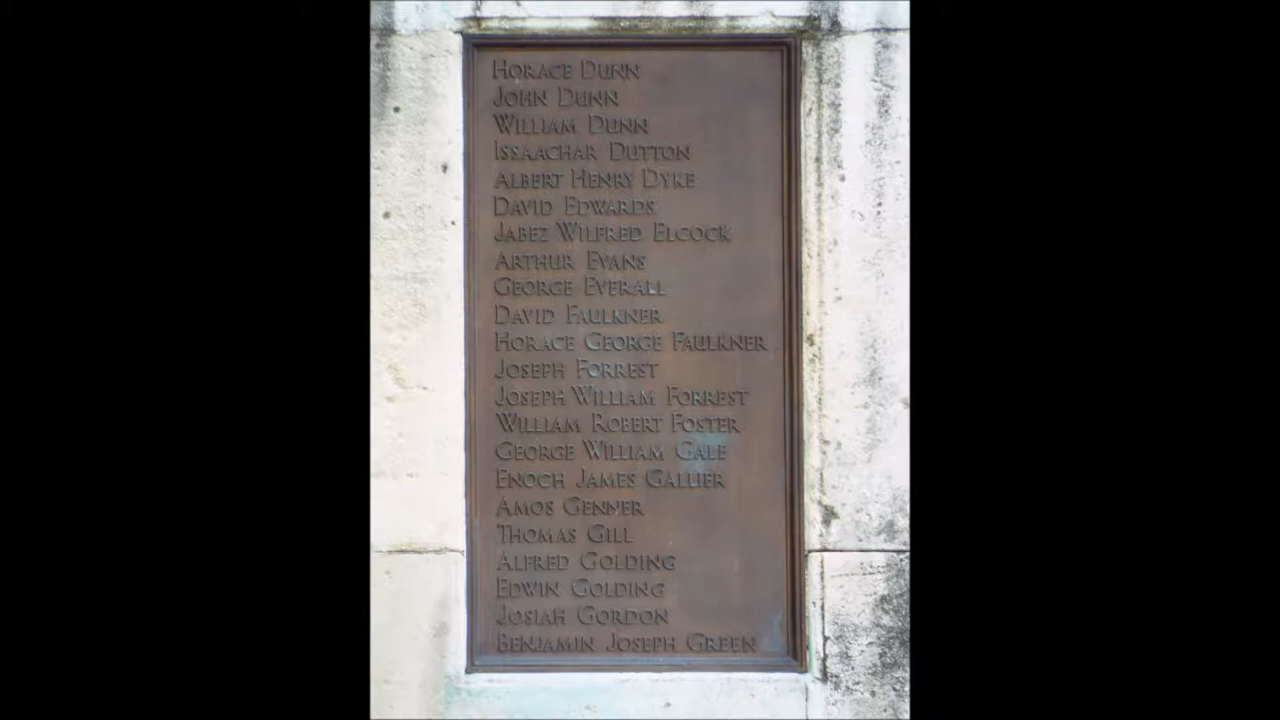 HORACE DUNN
JOHN DUNN
WILLIAM DUNN
ISSAACHAR DUTTON
ALBERT HENRY DYKE
DAVID EDWARDS
JABEZ WILFRED ELCOCK
ARTHUR EVANS
GEORGE EVERALL
DAVID FAULKNER
HORACE GEORGE FAULKNER
JOSEPH FORREST
JOSEPH WILLIAM FORREST
WILLIAM ROBERT FOSTER
GEORGE WILLIAM GALE
ENOCH JAMES GALLIER
AMOS GENNER
THOMAS GILL
ALFRED GOLDING
EDWIN GOLDING
JOSIAH GORDON
BENJAMIN JOSEPH GREEN